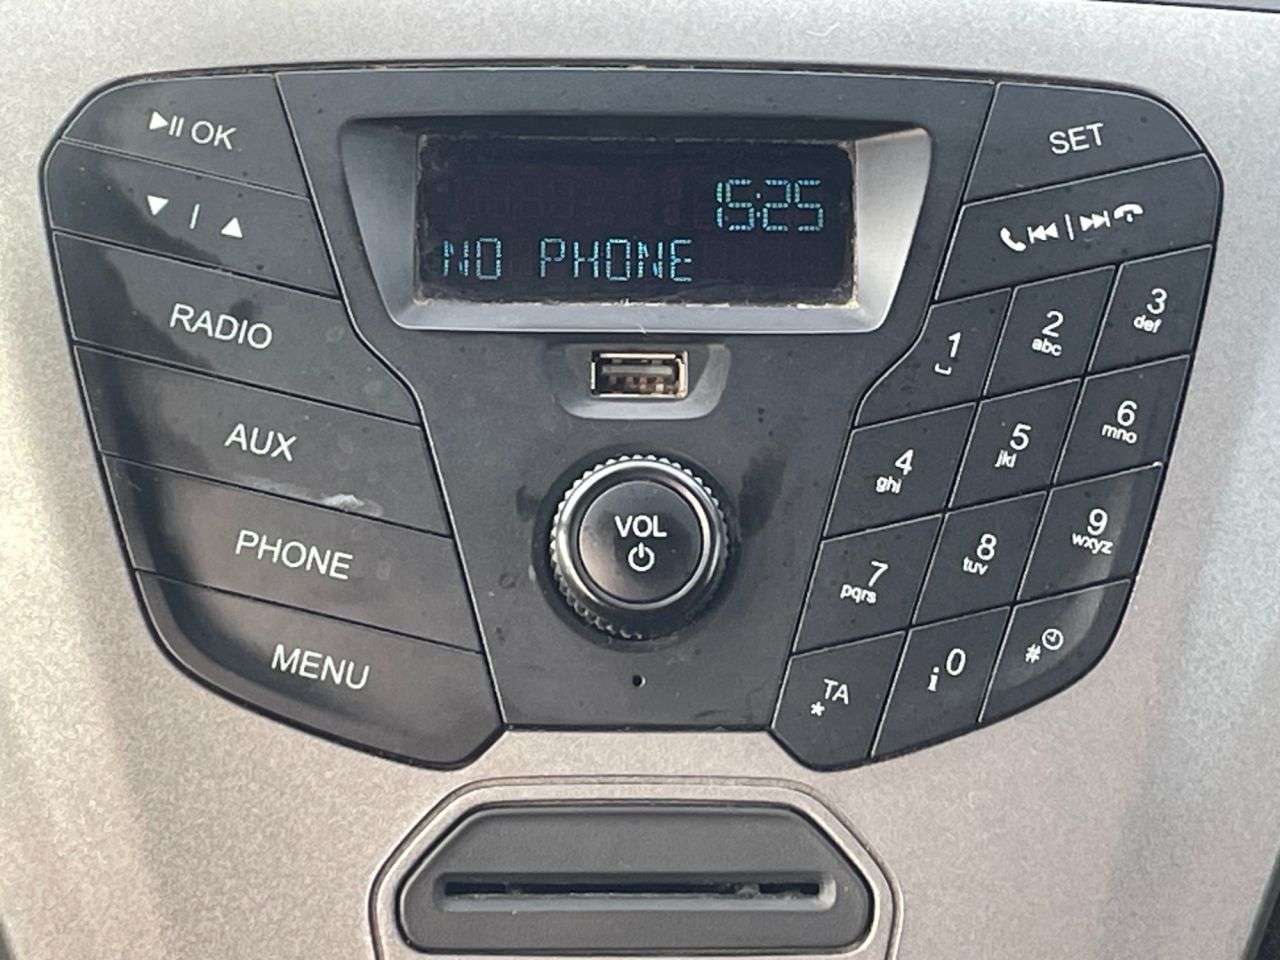 OK
SET
15:25
NO PHONE
RADIO
AUX
PHONE
MENU
VOL
1
2
abc
3
def
4
ghi
5
jkl
6
mno
7
pqrs
8
tuv
9
wxyz
TA
*
i 0
#